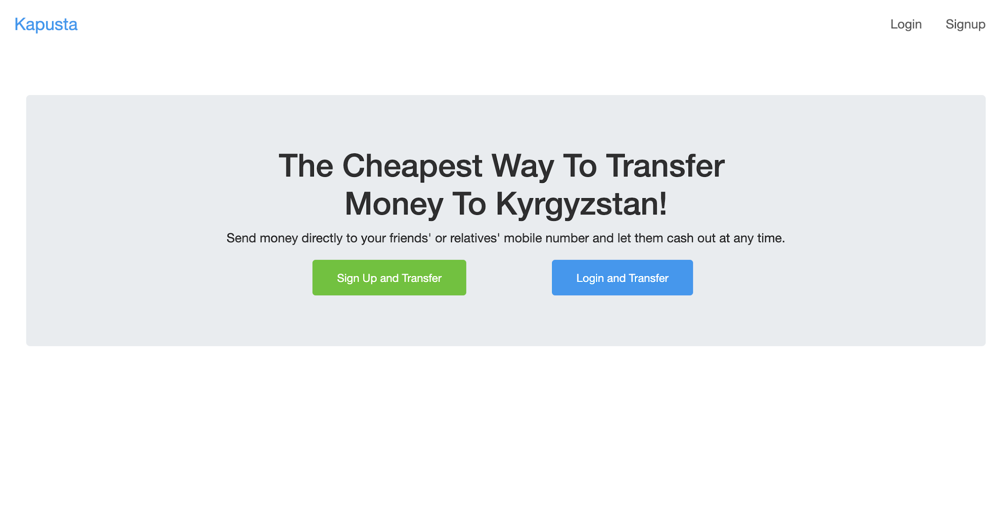 Kapusta
Login
Signup
The Cheapest Way To Transfer
Money To Kyrgyzstan!
Send money directly to your friends' or relatives' mobile number and let them cash out at any time.
Sign Up and Transfer
Login and Transfer